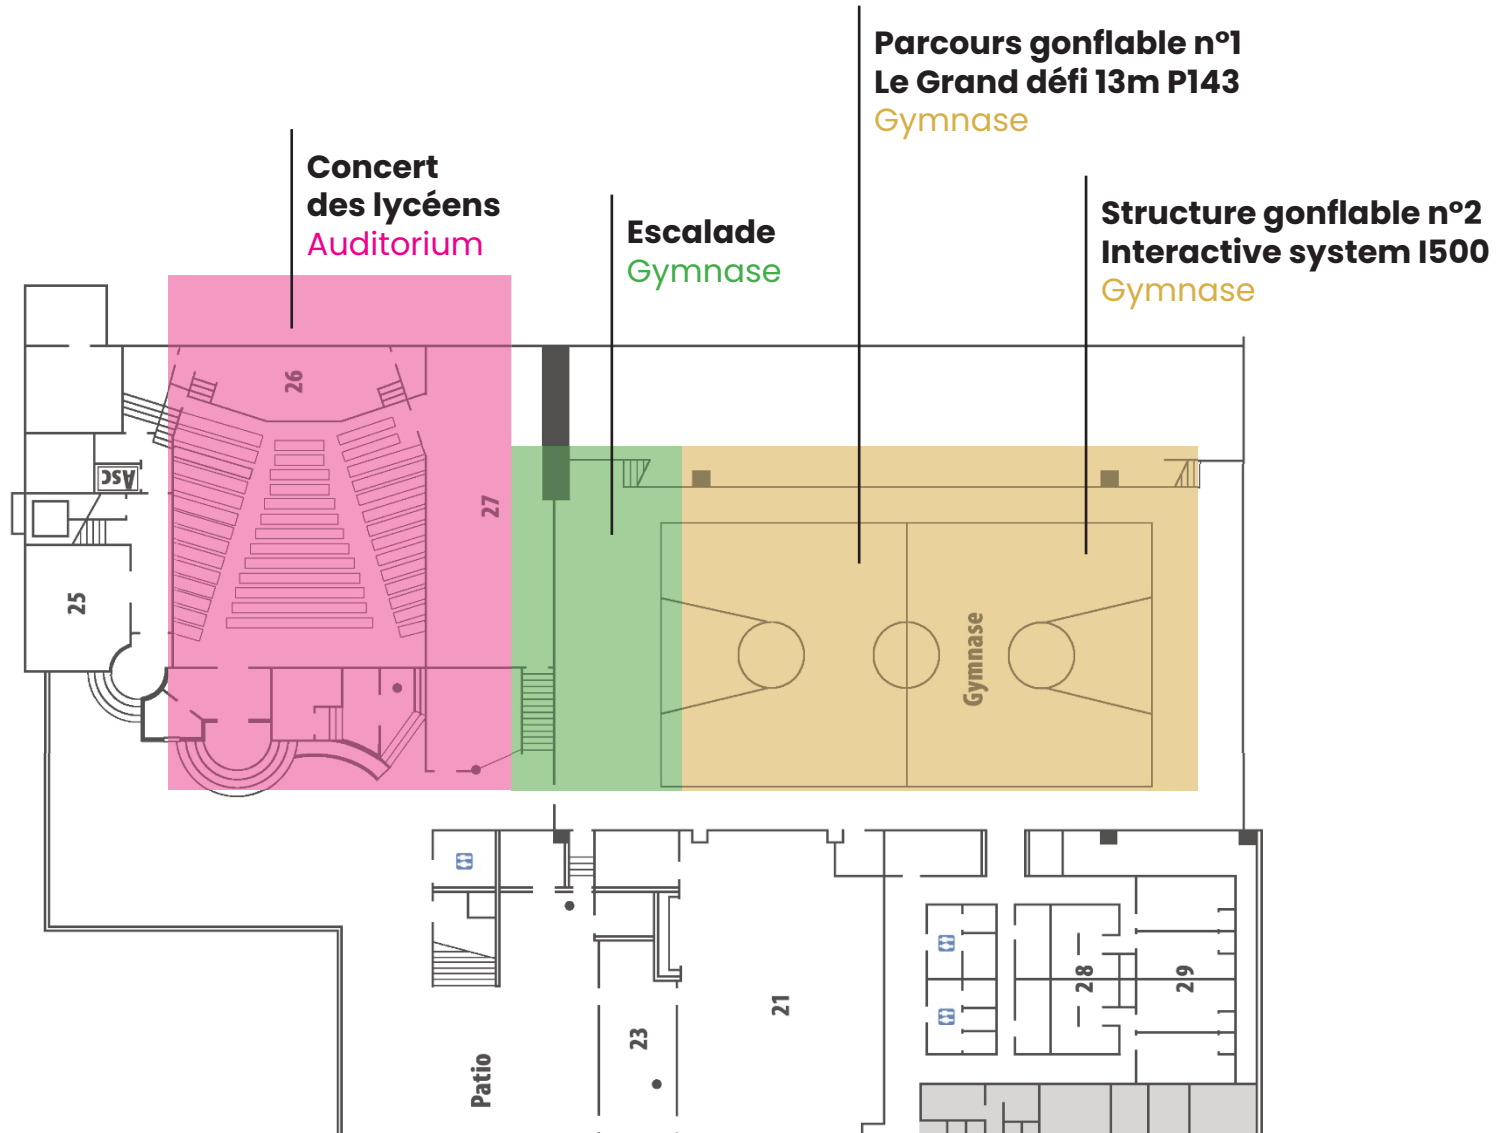 Parcours gonflable n°1
Le Grand défi 13m P143
Gymnase
Concert
des lycéens
Auditorium
Escalade
Gymnase
Structure gonflable n°2
Interactive system I500
Gymnase
26
Asc
27
25
Gymnase
28
29
21
23
Patio